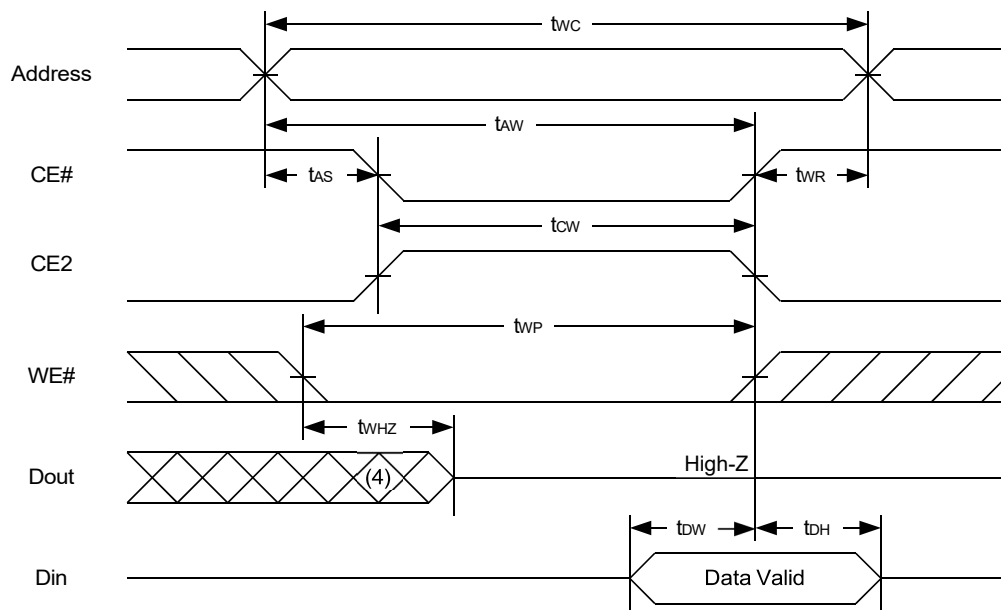 tWC
Address
tAW
CE#
tAS
tWR
tCW
CE2
tWP
WE#
tWHZ
Dout
(4)
High-Z
tDW
tDH
Din
Data Valid